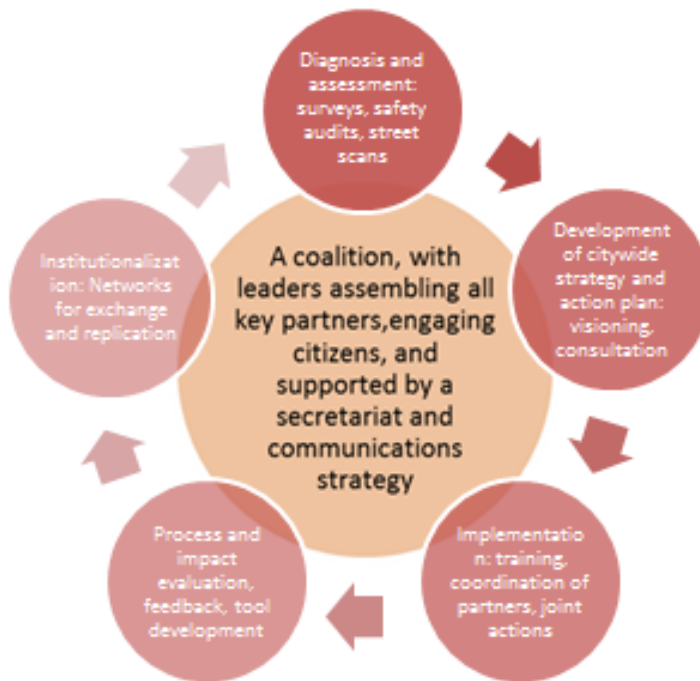 Diagnosis and
assessment:
surveys, safety
audits, street
scans
Development
of citywide
strategy and
action plan:
visioning,
consultation
Implementatio
n: training,
coordination of
partners, joint
actions
Process and
impact
evaluation,
feedback, tool
development
Institutionalizat
ion: Networks
for exchange
and replication
A coalition, with
leaders assembling all
key partners,engaging
citizens, and
supported by a
secretariat and
communications
strategy